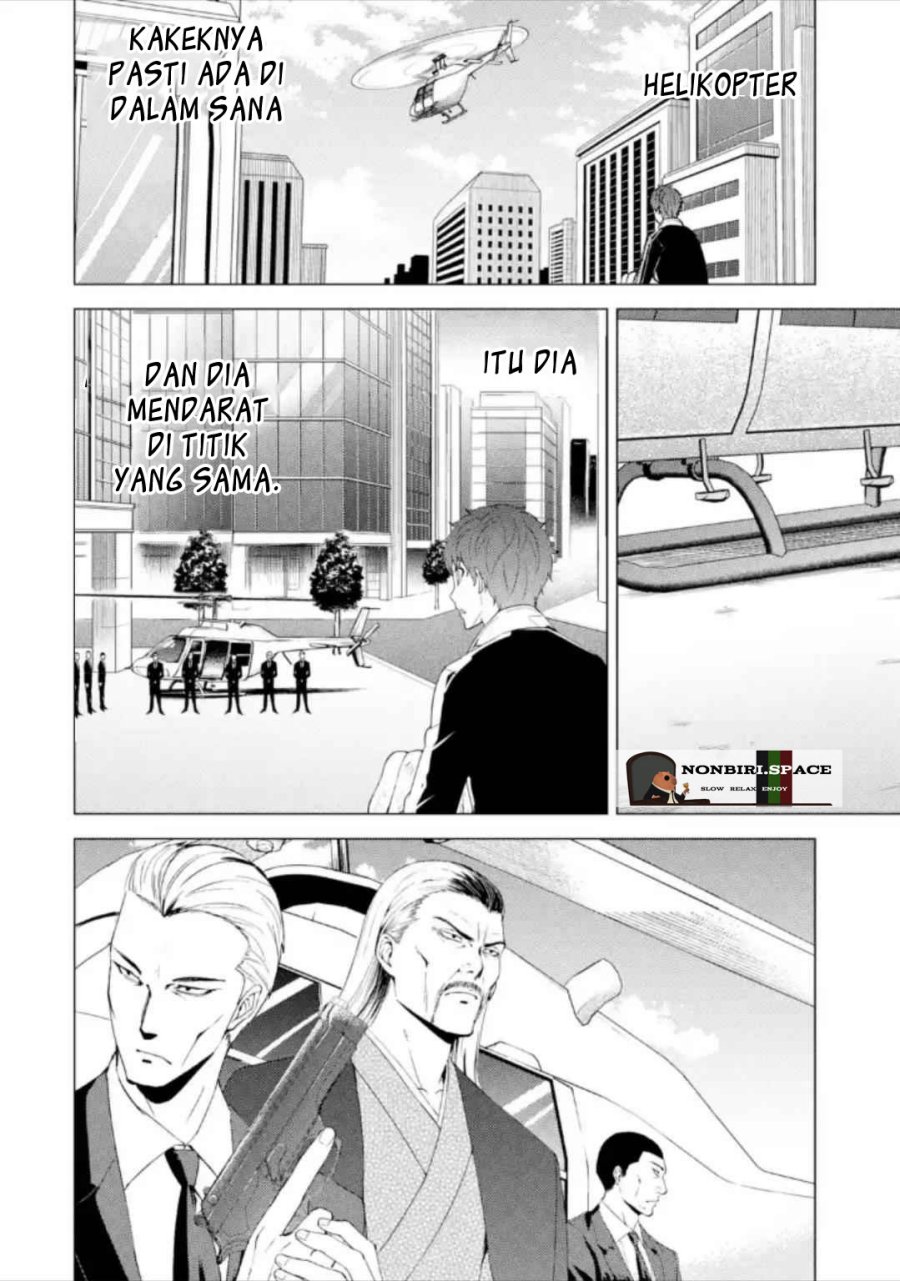 HELIKOPTER
KAKEKNYA
PASTI ADA DI
DALAM SANA
ITU DIA
DAN DIA
MENDARAT
DI TITIK
YANG SAMA.
NONBIRI.SPACE
SLOW RELAX ENJOY